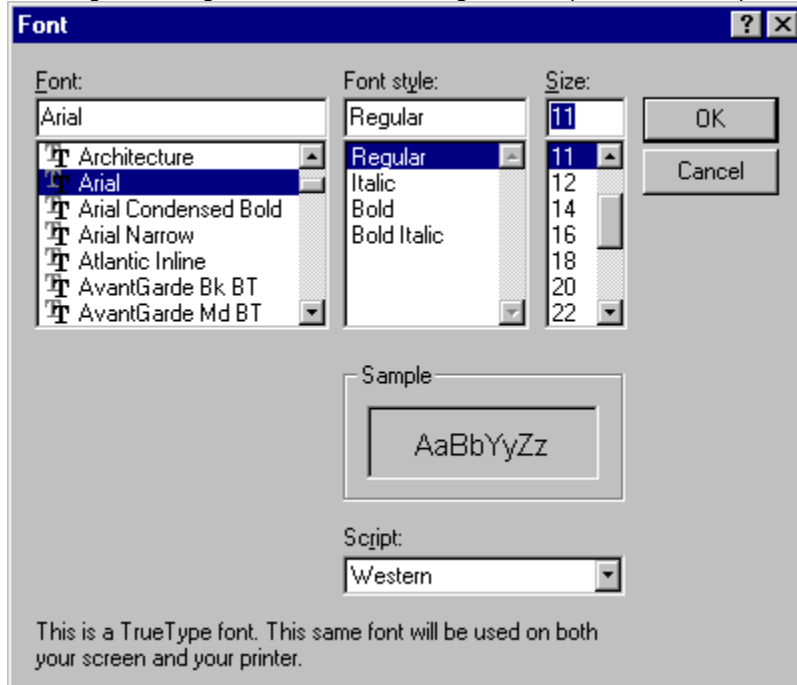 Font
Font:
Arial
Architecture
Arial
Arial Condensed Bold
Arial Narrow
Atlantic Inline
AvantGarde Bk BT
AvantGarde Md BT
Font style:
Regular
Regular
Italic
Bold
Bold Italic
Size:
11
11
12
14
16
18
20
22
OK
Cancel
Sample
AaBbYyZz
Script:
Western
This is a TrueType font. This same font will be used on both
your screen and your printer.